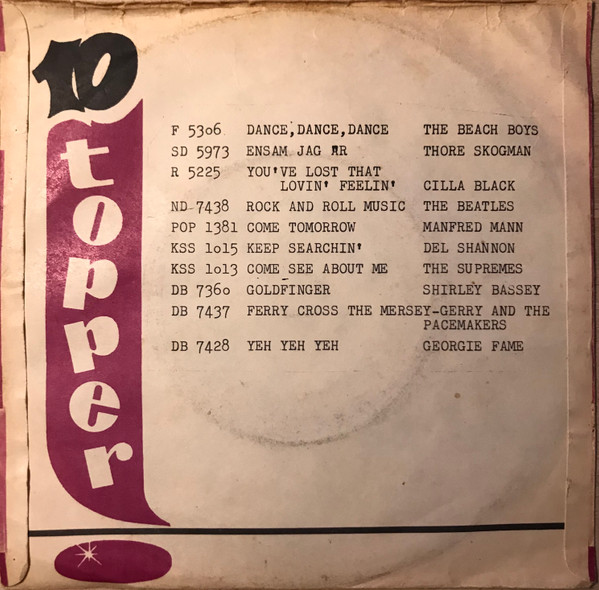 10 topper
F 5306 DANCE, DANCE, DANCE THE BEACH BOYS
SD 5973 ENSAM JAG ÄR THORE SKOGMAN
R 5225 YOU'VE LOST THAT
LOVIN' FEELIN' CILLA BLACK
ND 7438 ROCK AND ROLL MUSIC THE BEATLES
POP 1381 COME TOMORROW MANFRED MANN
KSS 1015 KEEP SEARCHIN' DEL SHANNON
KSS 1013 COME SEE ABOUT ME THE SUPREMES
DB 7360 GOLDFINGER SHIRLEY BASSEY
DB 7437 FERRY CROSS THE MERSEY-GERRY AND THE
PACEMAKERS
DB 7428 YEH YEH YEH GEORGIE FAME